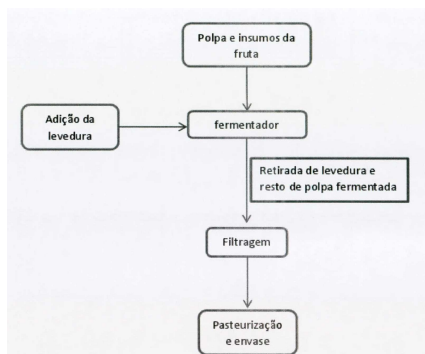 Polpa e insumos da
fruta
Adição da
levedura
fermentador
Retirada de levedura e
resto de polpa fermentada
Filtragem
Pasteurização
e envase